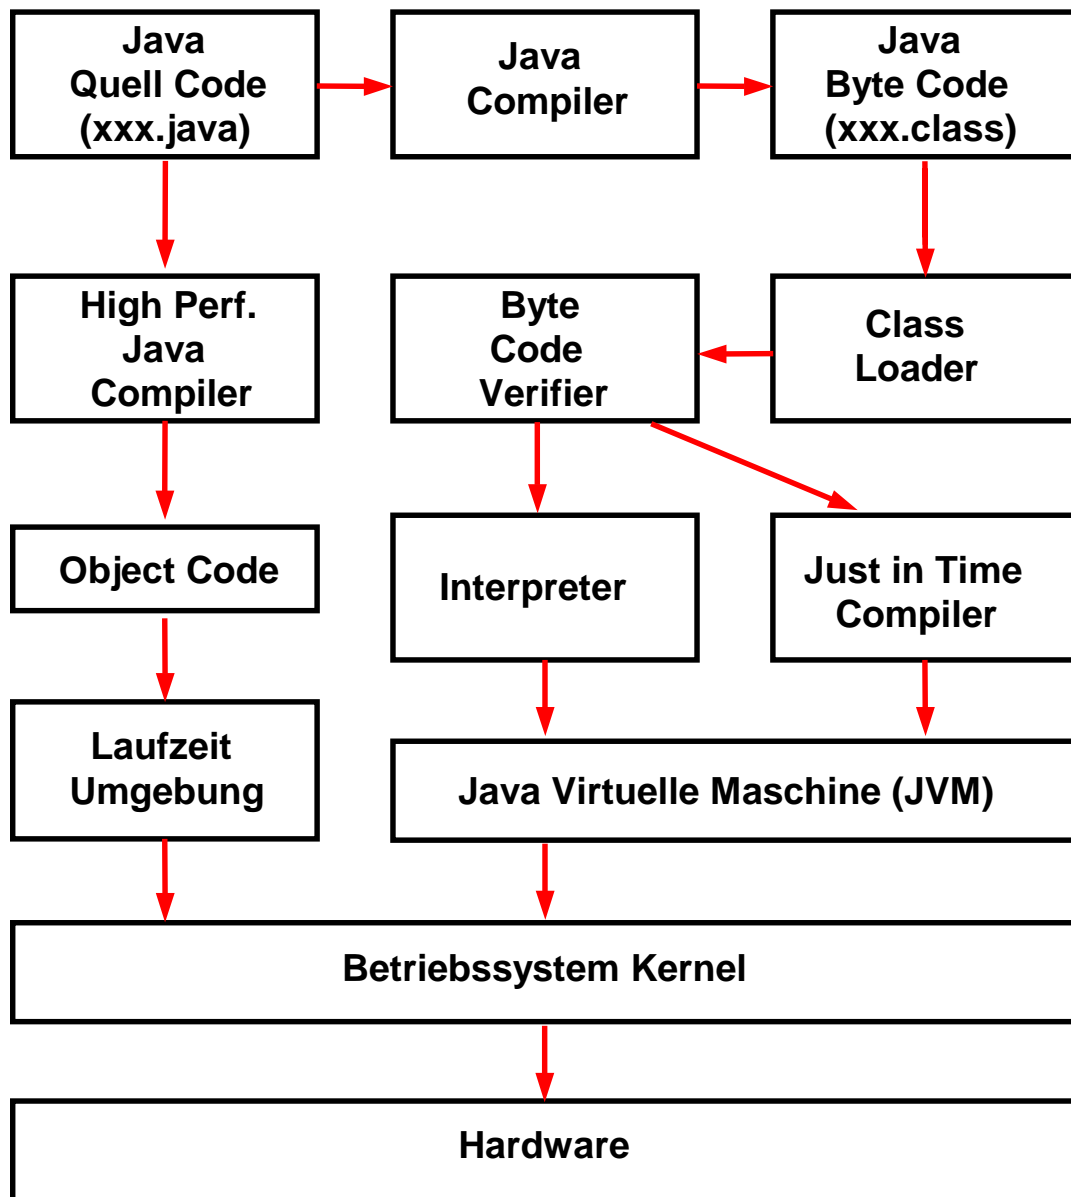 Java
Quell Code
(xxx.java)
Java
Compiler
Java
Byte Code
(xxx.class)
High Perf.
Java
Compiler
Byte
Code
Verifier
Class
Loader
Object Code
Interpreter
Just in Time
Compiler
Laufzeit
Umgebung
Java Virtuelle Maschine (JVM)
Betriebssystem Kernel
Hardware